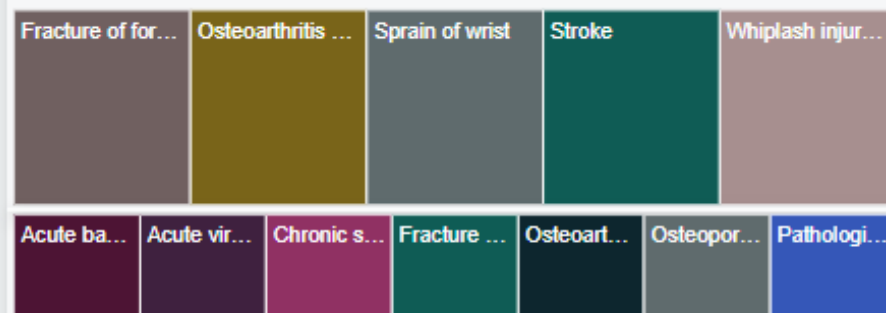 Fracture of for...
Osteoarthritis ...
Sprain of wrist
Stroke
Whiplash injur...
Acute ba...
Acute vir...
Chronic s...
Fracture ...
Osteoart...
Osteopor...
Pathologi...